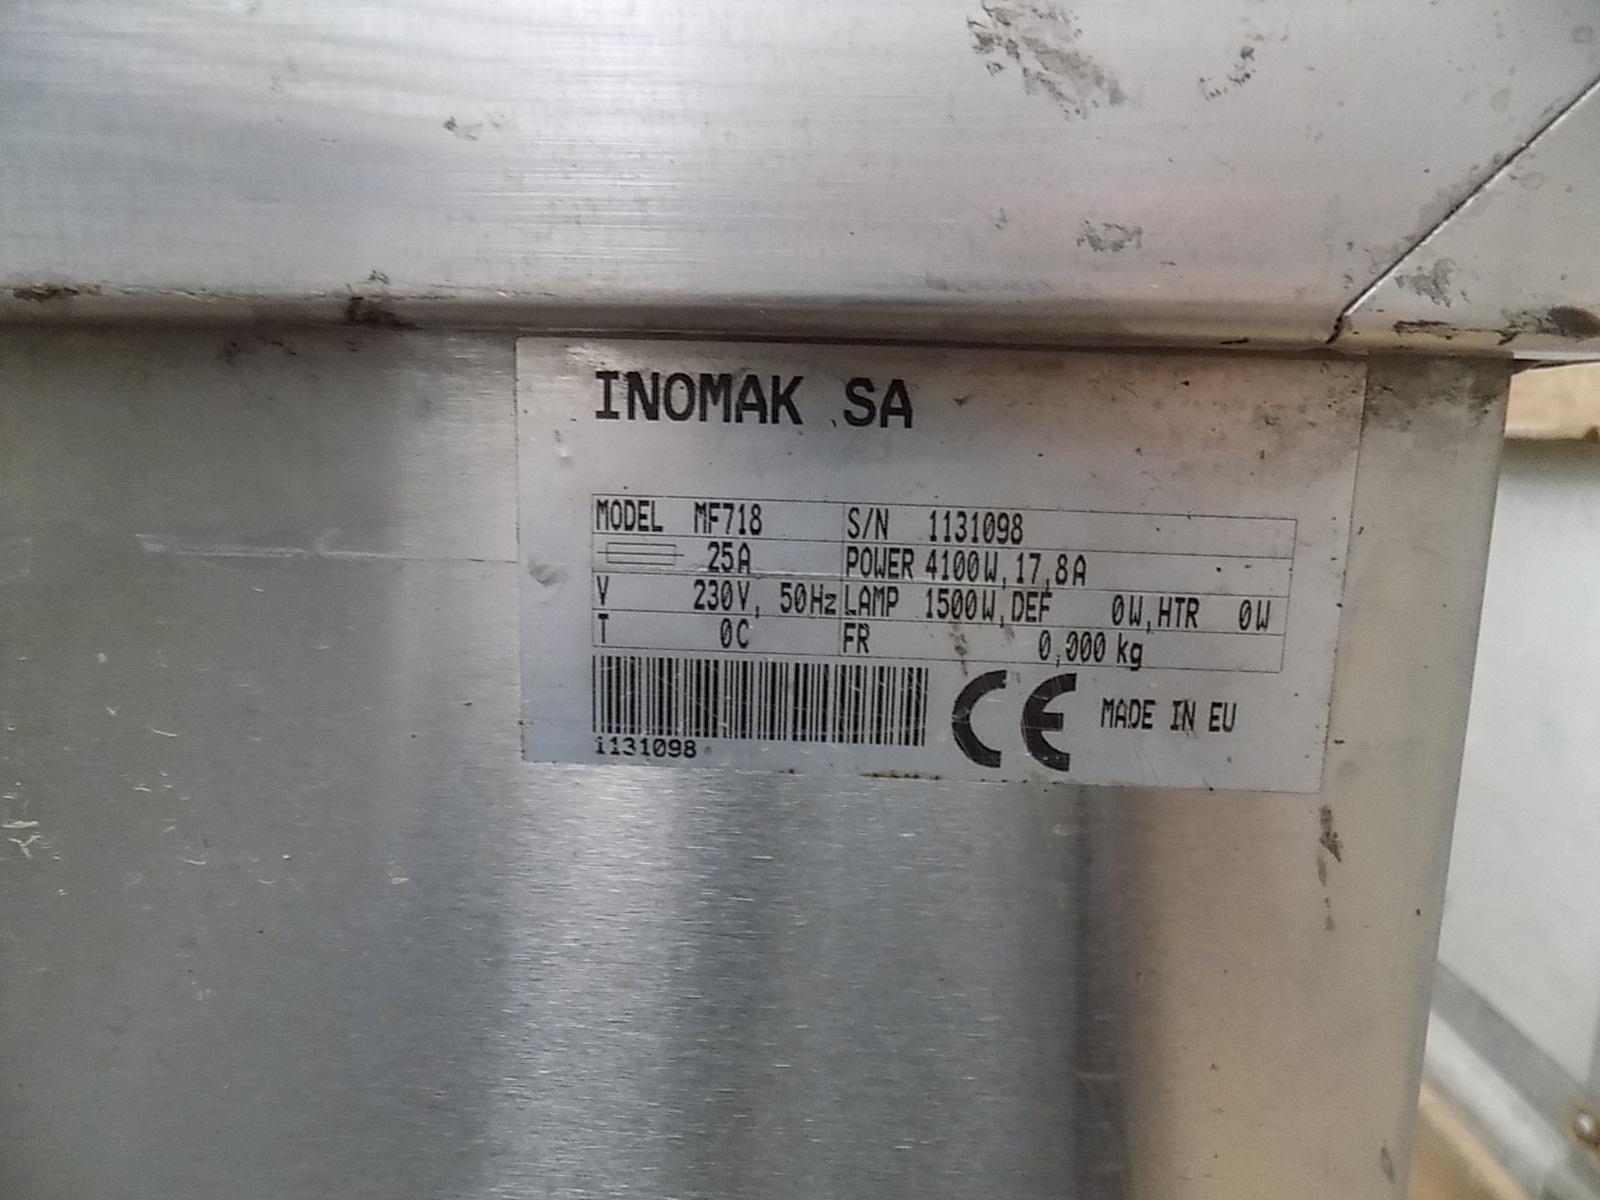 INOMAK SA
MODEL MF718 S/N 1131098
25A POWER 4100W, 17,8A
V 230V, 50Hz LAMP 1500W, DEF 0W, HTR 0W
T 0C FR 0,000 kg
1131098
CE MADE IN EU